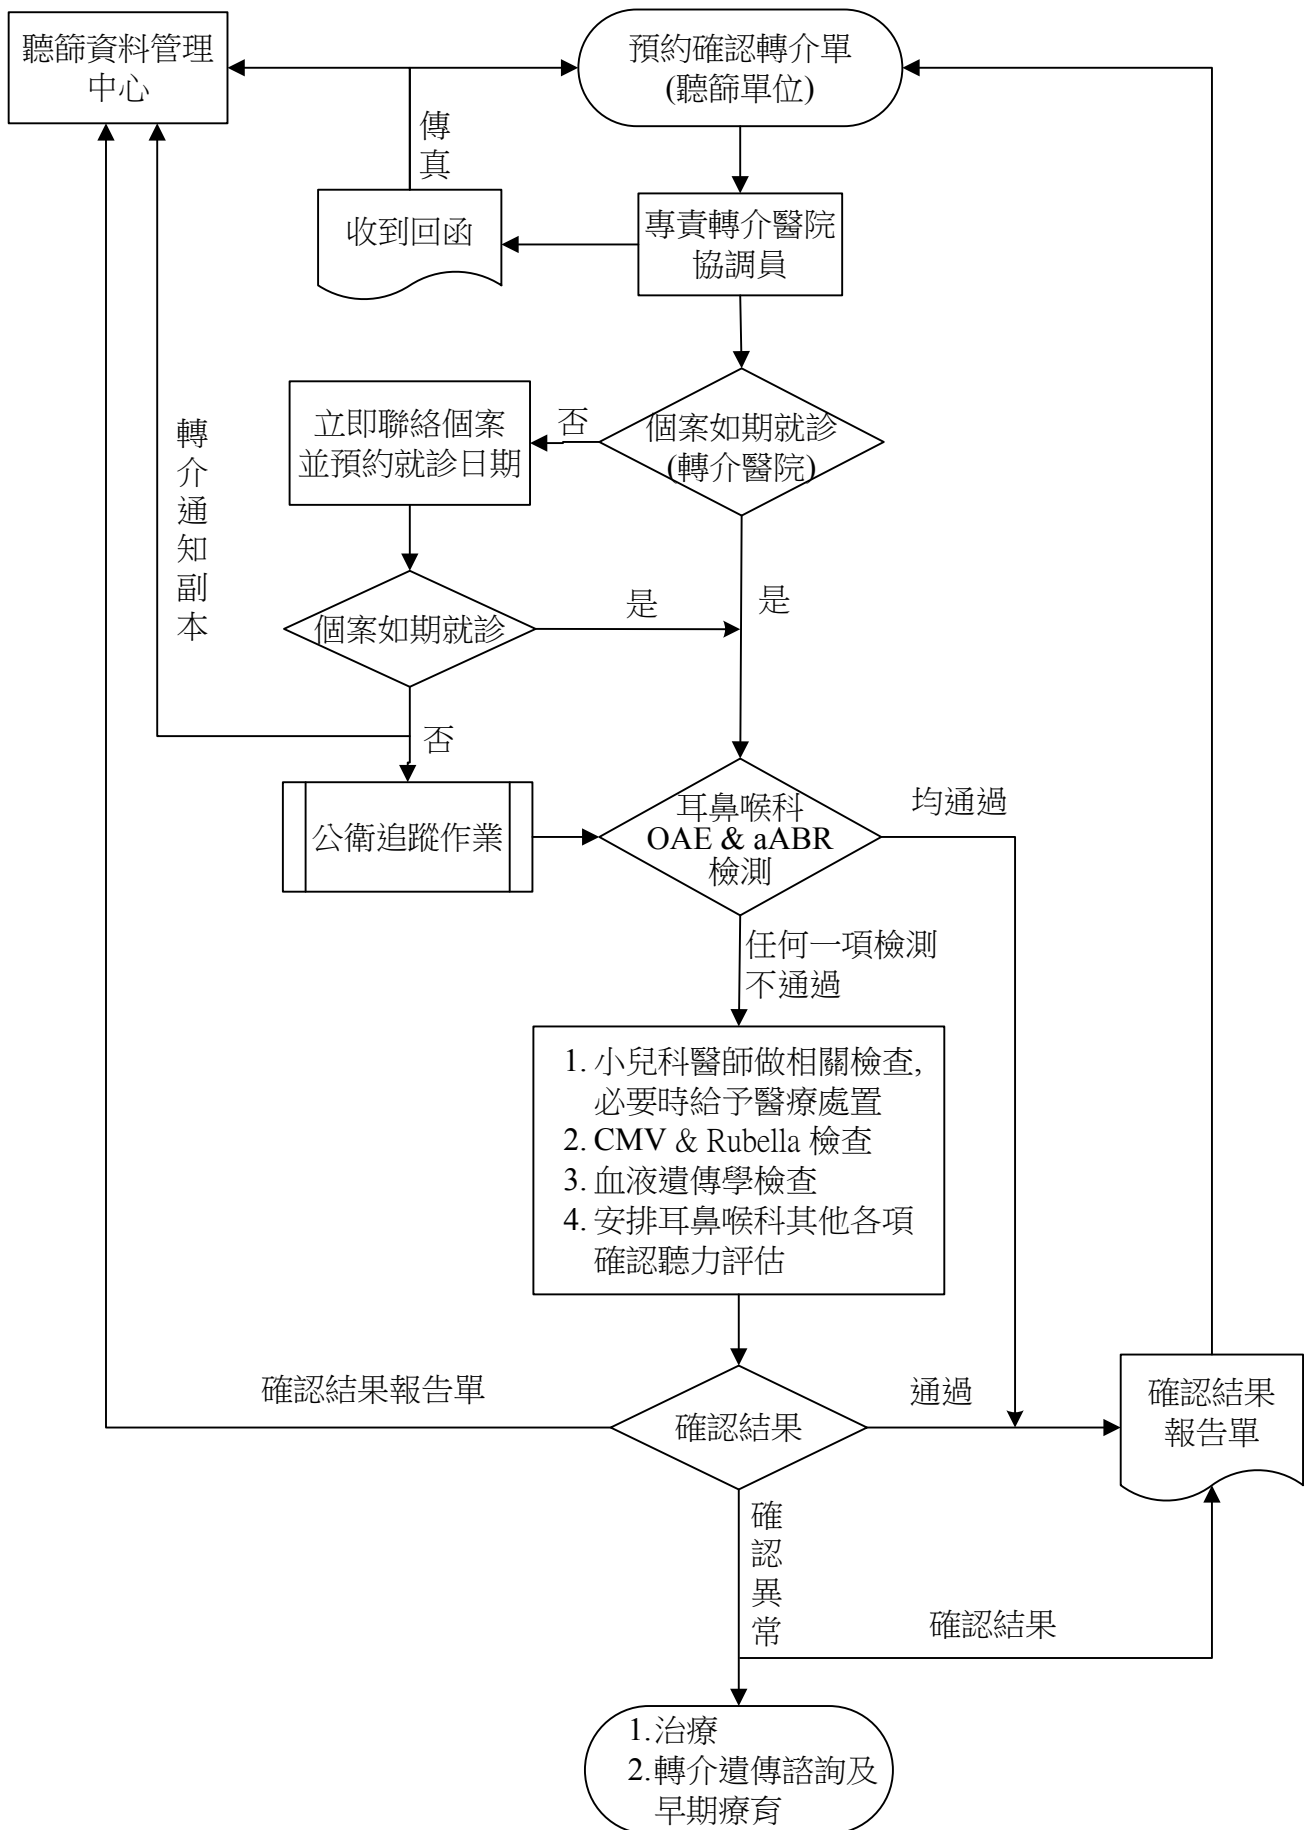 聽篩資料管理
中心
預約確認轉介單
(聽篩單位)
傳
真
收到回函
專責轉介醫院
協調員
立即聯絡個案
並預約就診日期
否
個案如期就診
(轉介醫院)
轉
介
通
知
副
本
是
個案如期就診
是
否
公衛追蹤作業
耳鼻喉科
OAE & aABR
檢測
均通過
任何一項檢測
不通過
1. 小兒科醫師做相關檢查,
必要時給予醫療處置
2. CMV & Rubella 檢查
3. 血液遺傳學檢查
4. 安排耳鼻喉科其他各項
確認聽力評估
確認結果報告單
確認結果
通過
確認結果
報告單
確
認
異
常
確認結果
1.治療
2.轉介遺傳諮詢及
早期療育